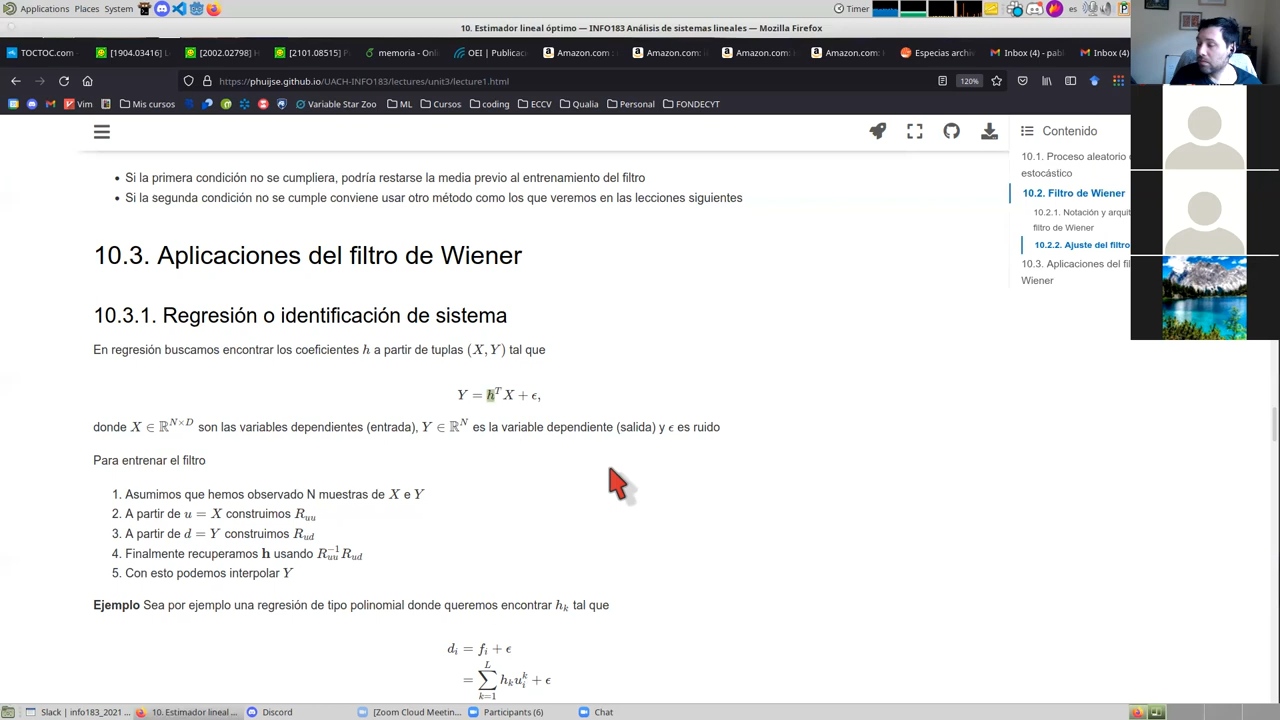 Applications Places System
Timer
es
10. Estimador lineal óptimo — INFO183 Análisis de sistemas lineales — Mozilla Firefox
TOCTOC.com
[1904.03416] L
[2002.02798] H
[2101.08515] F
memoria - On
OEI | Reviste
Amazon.com:
Amazon.com:
Amazon.com:
Amazon.com:
Especias archi
Inbox (4) - pabl
Inbox (4)
https://phuijse.github.io/UACH-INFO183/lectures/unit3/lecture1.html
120%
Vim
Mis cursos
Variable Star Zoo
ML
Cursos
coding
ECCV
Qualia
Personal
FONDECYT
Contenido
10.1. Proceso aleatorio
estocástico
10.2. Filtro de Wiener
10.2.1. Notación y arquit
filtro de Wiener
10.2.2. Ajuste del filtro
10.3. Aplicaciones del fil
Wiener
• Si la primera condición no se cumpliera, podría restarse la media previo al entrenamiento del filtro
• Si la segunda condición no se cumple conviene usar otro método como los que veremos en las lecciones siguientes
10.3. Aplicaciones del filtro de Wiener
10.3.1. Regresión o identificación de sistema
En regresión buscamos encontrar los coeficientes h a partir de tuplas (X, Y) tal que
Y = h^T X + ϵ,
donde X ∈ ℝ^{N×D} son las variables dependientes (entrada), Y ∈ ℝ^N es la variable dependiente (salida) y ϵ es ruido
Para entrenar el filtro
1. Asumimos que hemos observado N muestras de X e Y
2. A partir de u = X construimos R_{uu}
3. A partir de d = Y construimos R_{ud}
4. Finalmente recuperamos h usando R_{uu}^{-1} R_{ud}
5. Con esto podemos interpolar Y
Ejemplo Sea por ejemplo una regresión de tipo polinomial donde queremos encontrar h_k tal que
d_i = f_i + ϵ
= ∑_{k=1}^{L} h_k u_i^k + ϵ
Slack | info183_2021 ...
10. Estimador lineal ...
Discord
[Zoom Cloud Meetin...
Participants (6)
Chat